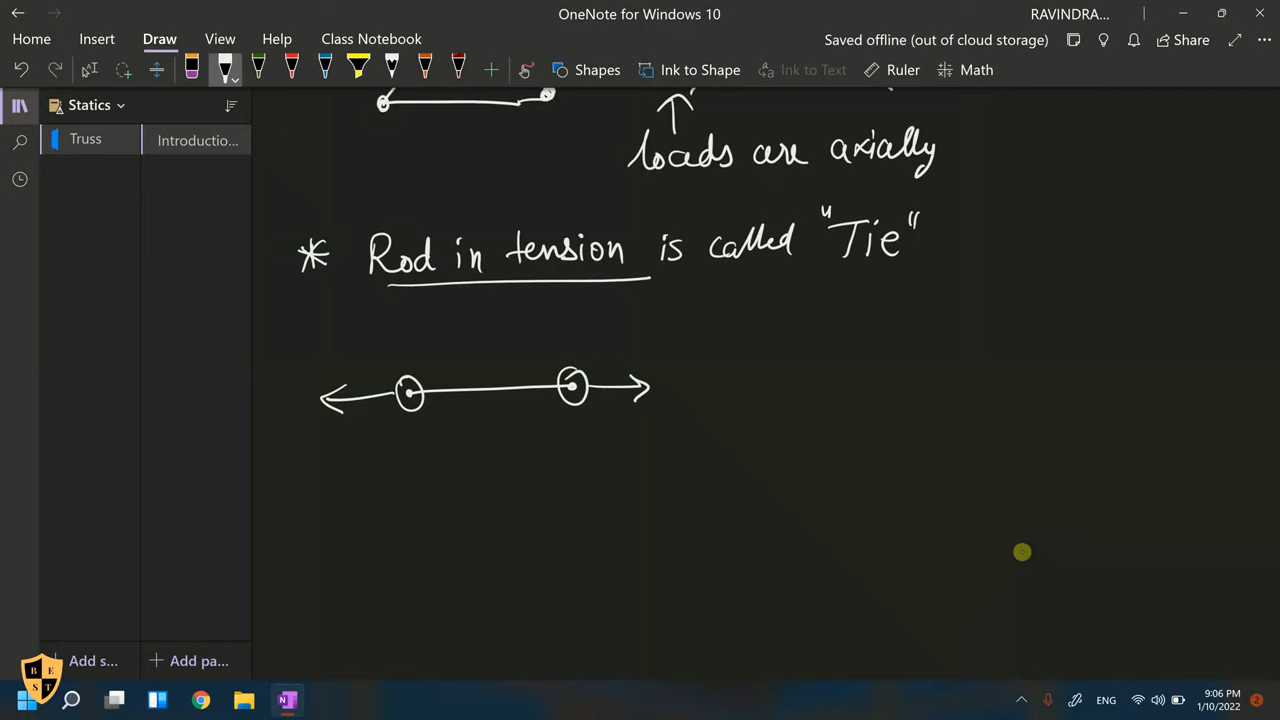 OneNote for Windows 10
RAVINDRA...
Home Insert Draw View Help Class Notebook
Saved offline (out of cloud storage)
Share
Shapes
Ink to Shape
Ink to Text
Ruler
Math
Statics
Truss
Introductio...
loads are axially
* Rod in tension is called "Tie"
Add s...
Add pa...
B E
S T
ENG
9:06 PM
1/10/2022
2